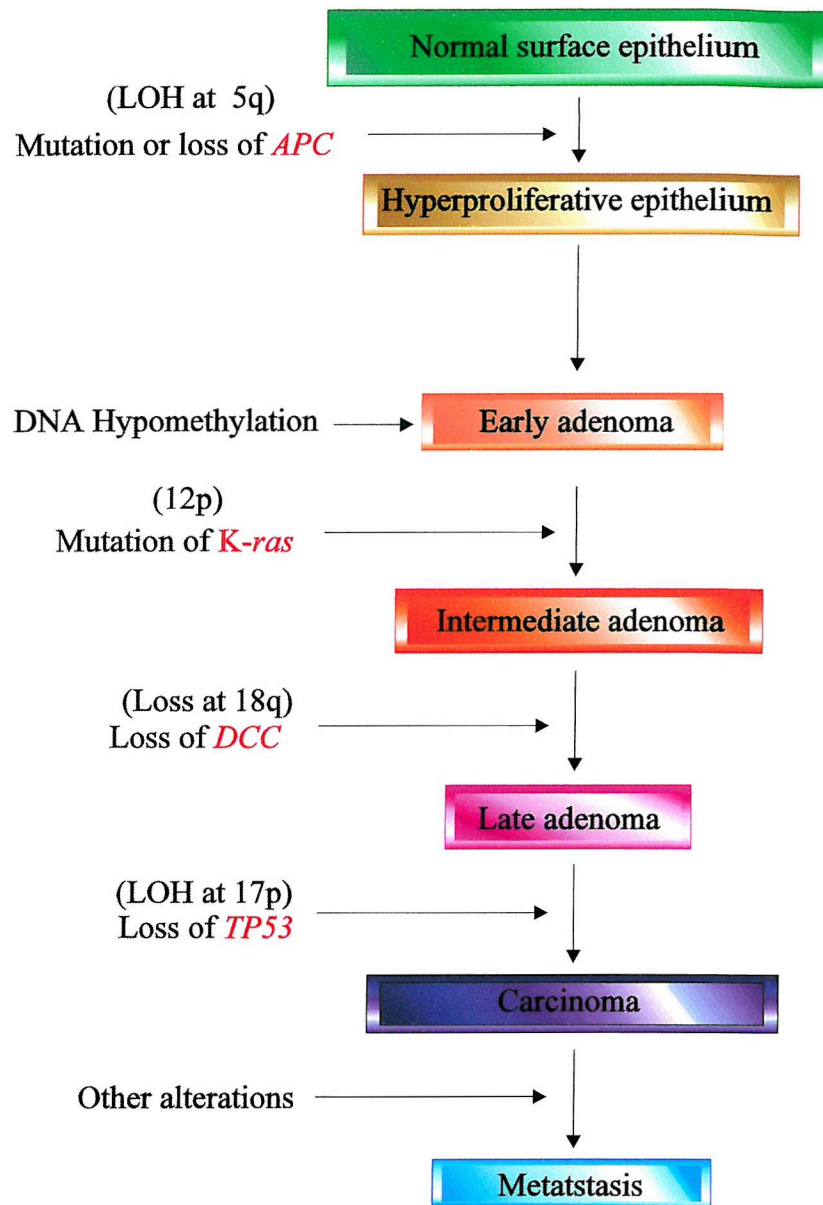 Normal surface epithelium
(LOH at 5q)
Mutation or loss of APC
Hyperproliferative epithelium
DNA Hypomethylation
Early adenoma
(12p)
Mutation of K-ras
Intermediate adenoma
(Loss at 18q)
Loss of DCC
Late adenoma
(LOH at 17p)
Loss of TP53
Carcinoma
Other alterations
Metatstasis